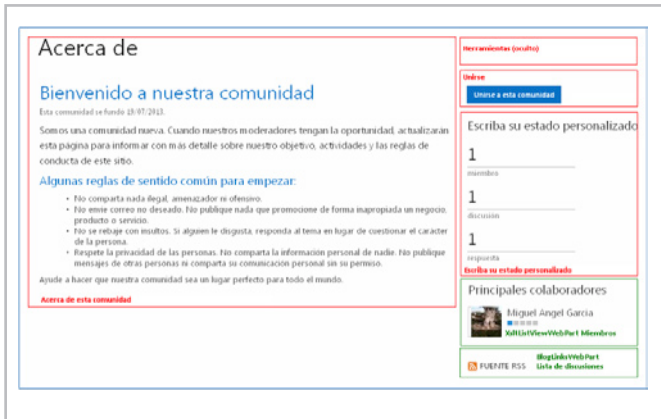 Acerca de
Bienvenido a nuestra comunidad
Esta comunidad se fundo 19/07/2013.
Somos una comunidad nueva. Cuando nuestros moderadores tengan la oportunidad, actualizarán
esta página para informar con más detalle sobre nuestro objetivo, actividades y las reglas de
conducta de este sitio.
Algunas reglas de sentido común para empezar:
• No comparta nada ilegal, amenazador ni ofensivo.
• No envíe correo no deseado. No publique nada que promocione de forma inapropiada un negocio,
producto o servicio.
• No se rebaje con insultos. Si alguien le disgusta, responda al tema en lugar de cuestionar el carácter
de la persona.
• Respete la privacidad de las personas. No comparta la información personal de nadie. No publique
mensajes de otras personas ni comparta su comunicación personal sin su permiso.
Ayude a hacer que nuestra comunidad sea un lugar perfecto para todo el mundo.
Acerca de esta comunidad
Herramientas (oculto)
Unirse
Unirse a esta comunidad
Escriba su estado personalizado
1
miembro
1
discusión
1
respuesta
Escriba su estado personalizado
Principales colaboradores
Miguel Angel Garcia
XsltListViewWebPart Miembros
BlogLinksWebPart
FUENTE RSS Lista de discusiones